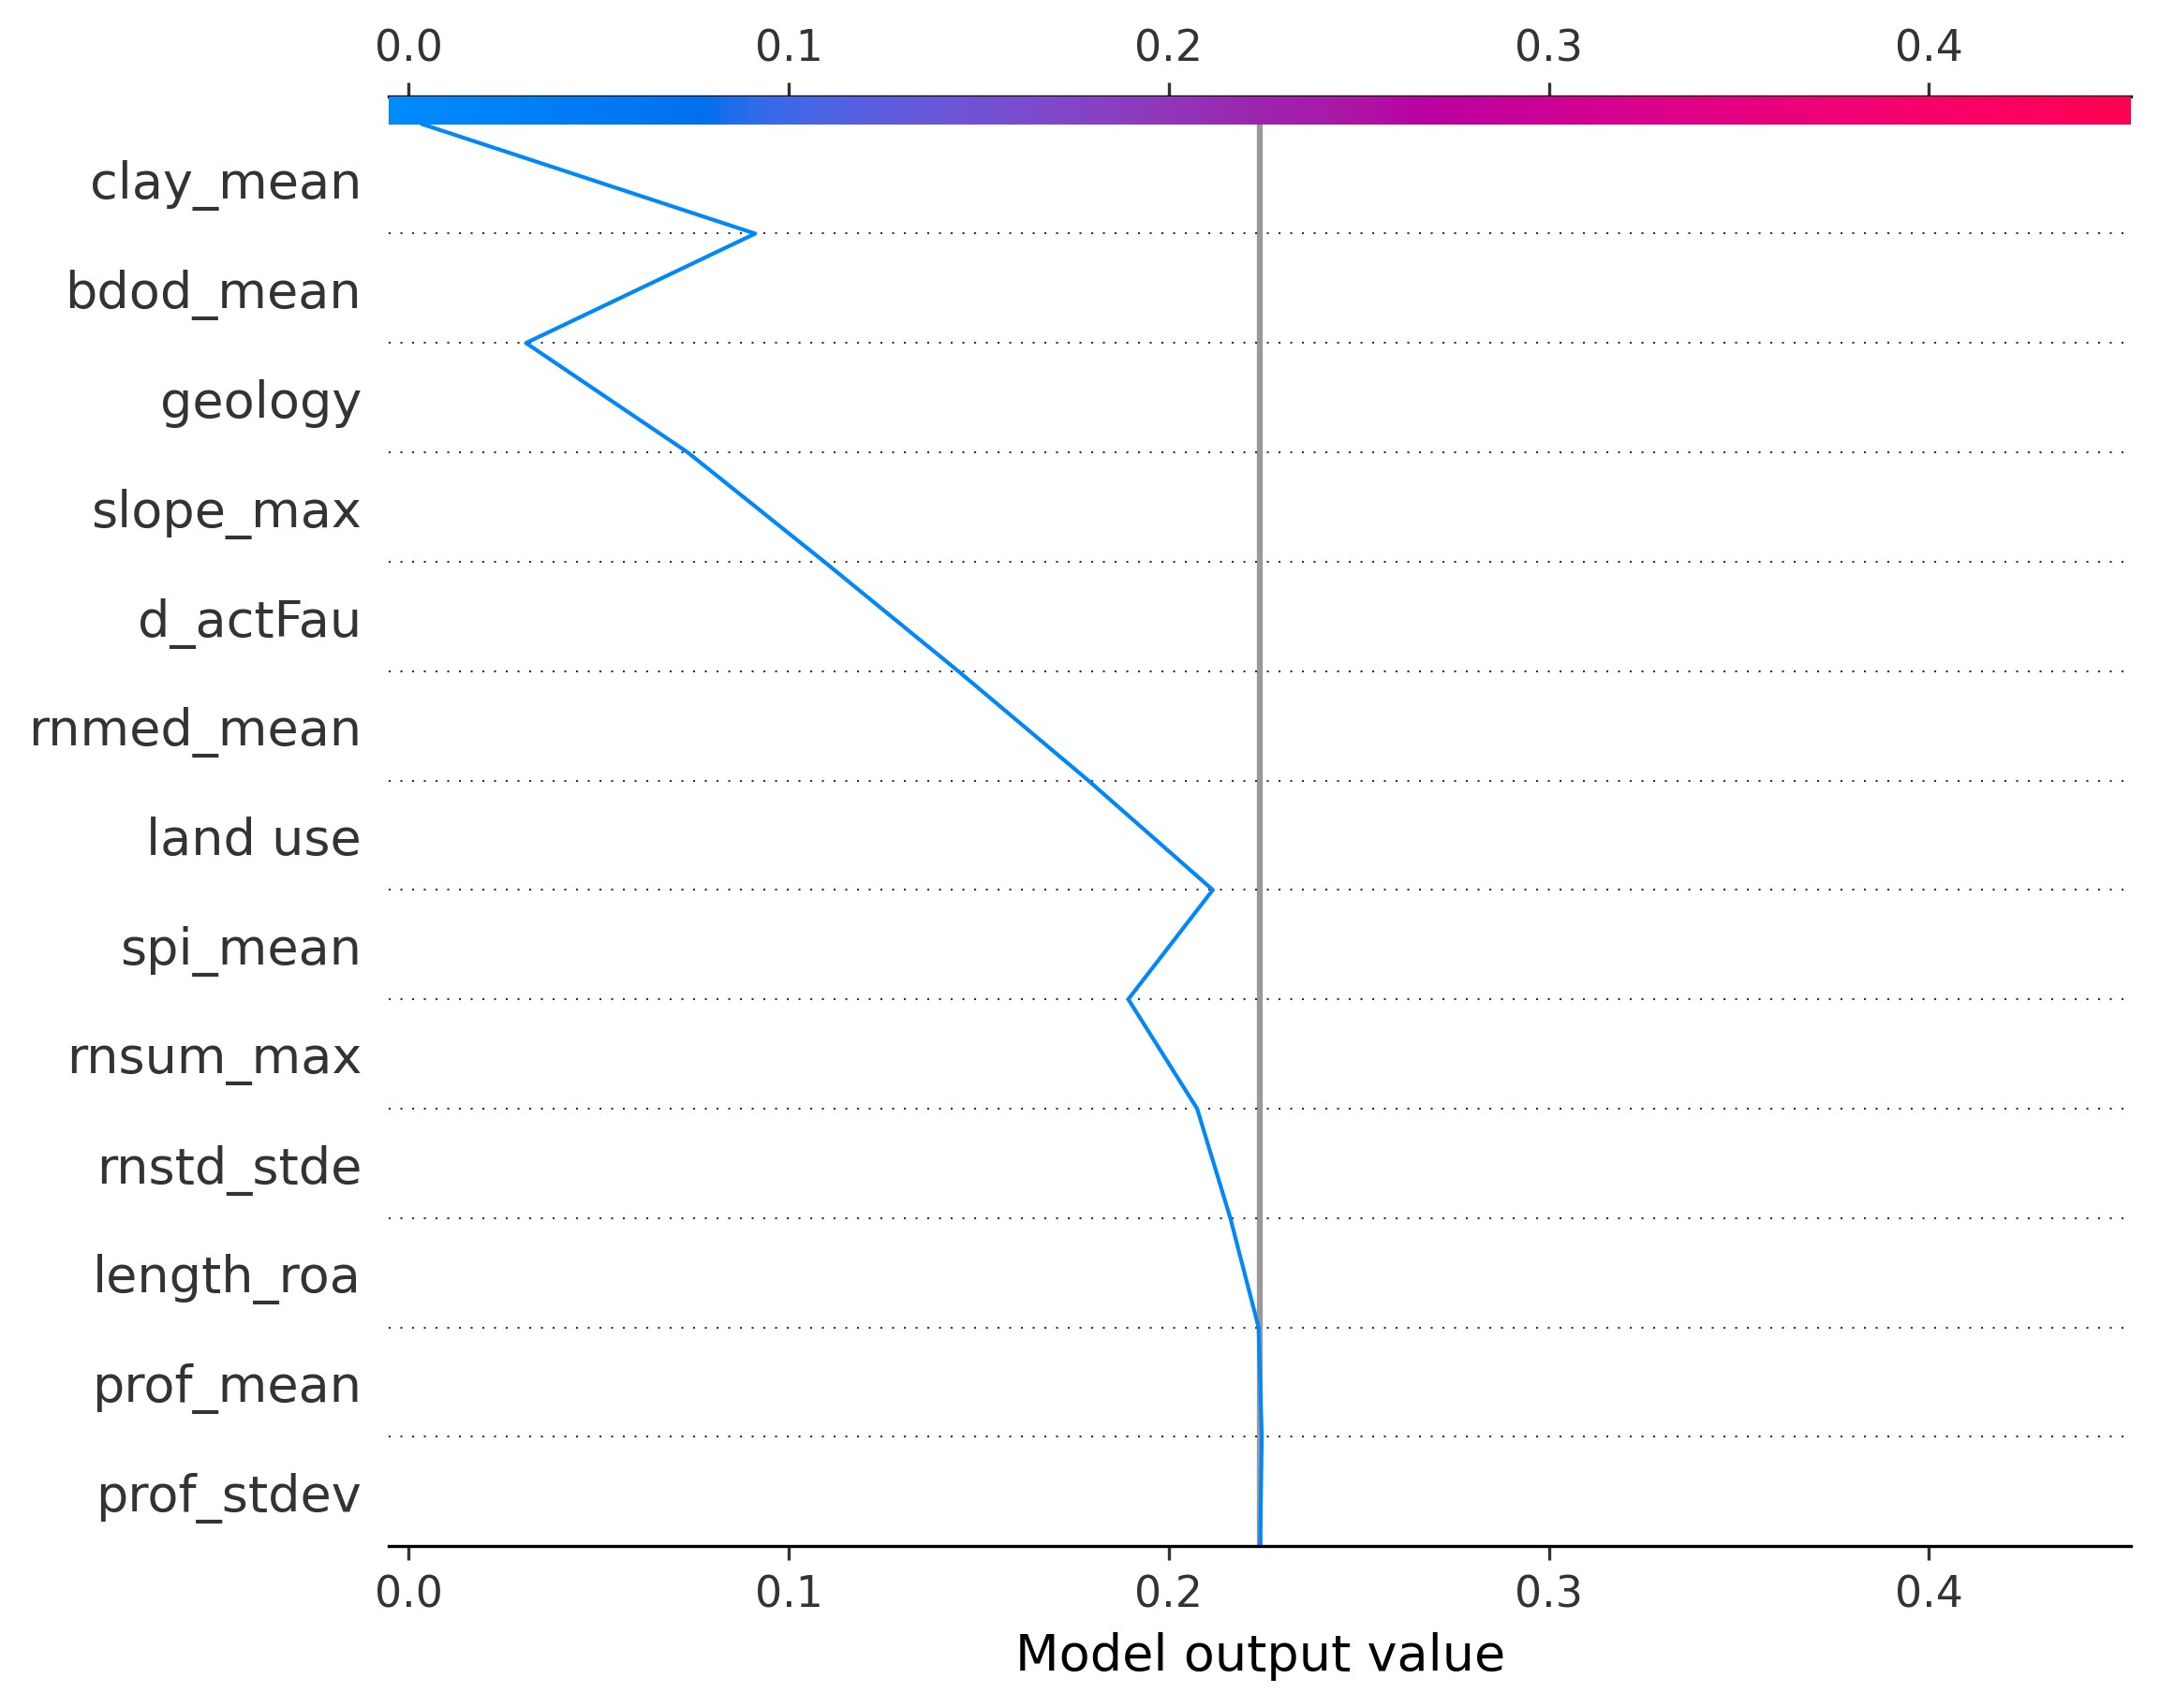 0.0 0.1 0.2 0.3 0.4
clay_mean
bdod_mean
geology
slope_max
d_actFau
rnmed_mean
land use
spi_mean
rnsum_max
rnstd_stde
length_roa
prof_mean
prof_stdev
0.0 0.1 0.2 0.3 0.4
Model output value